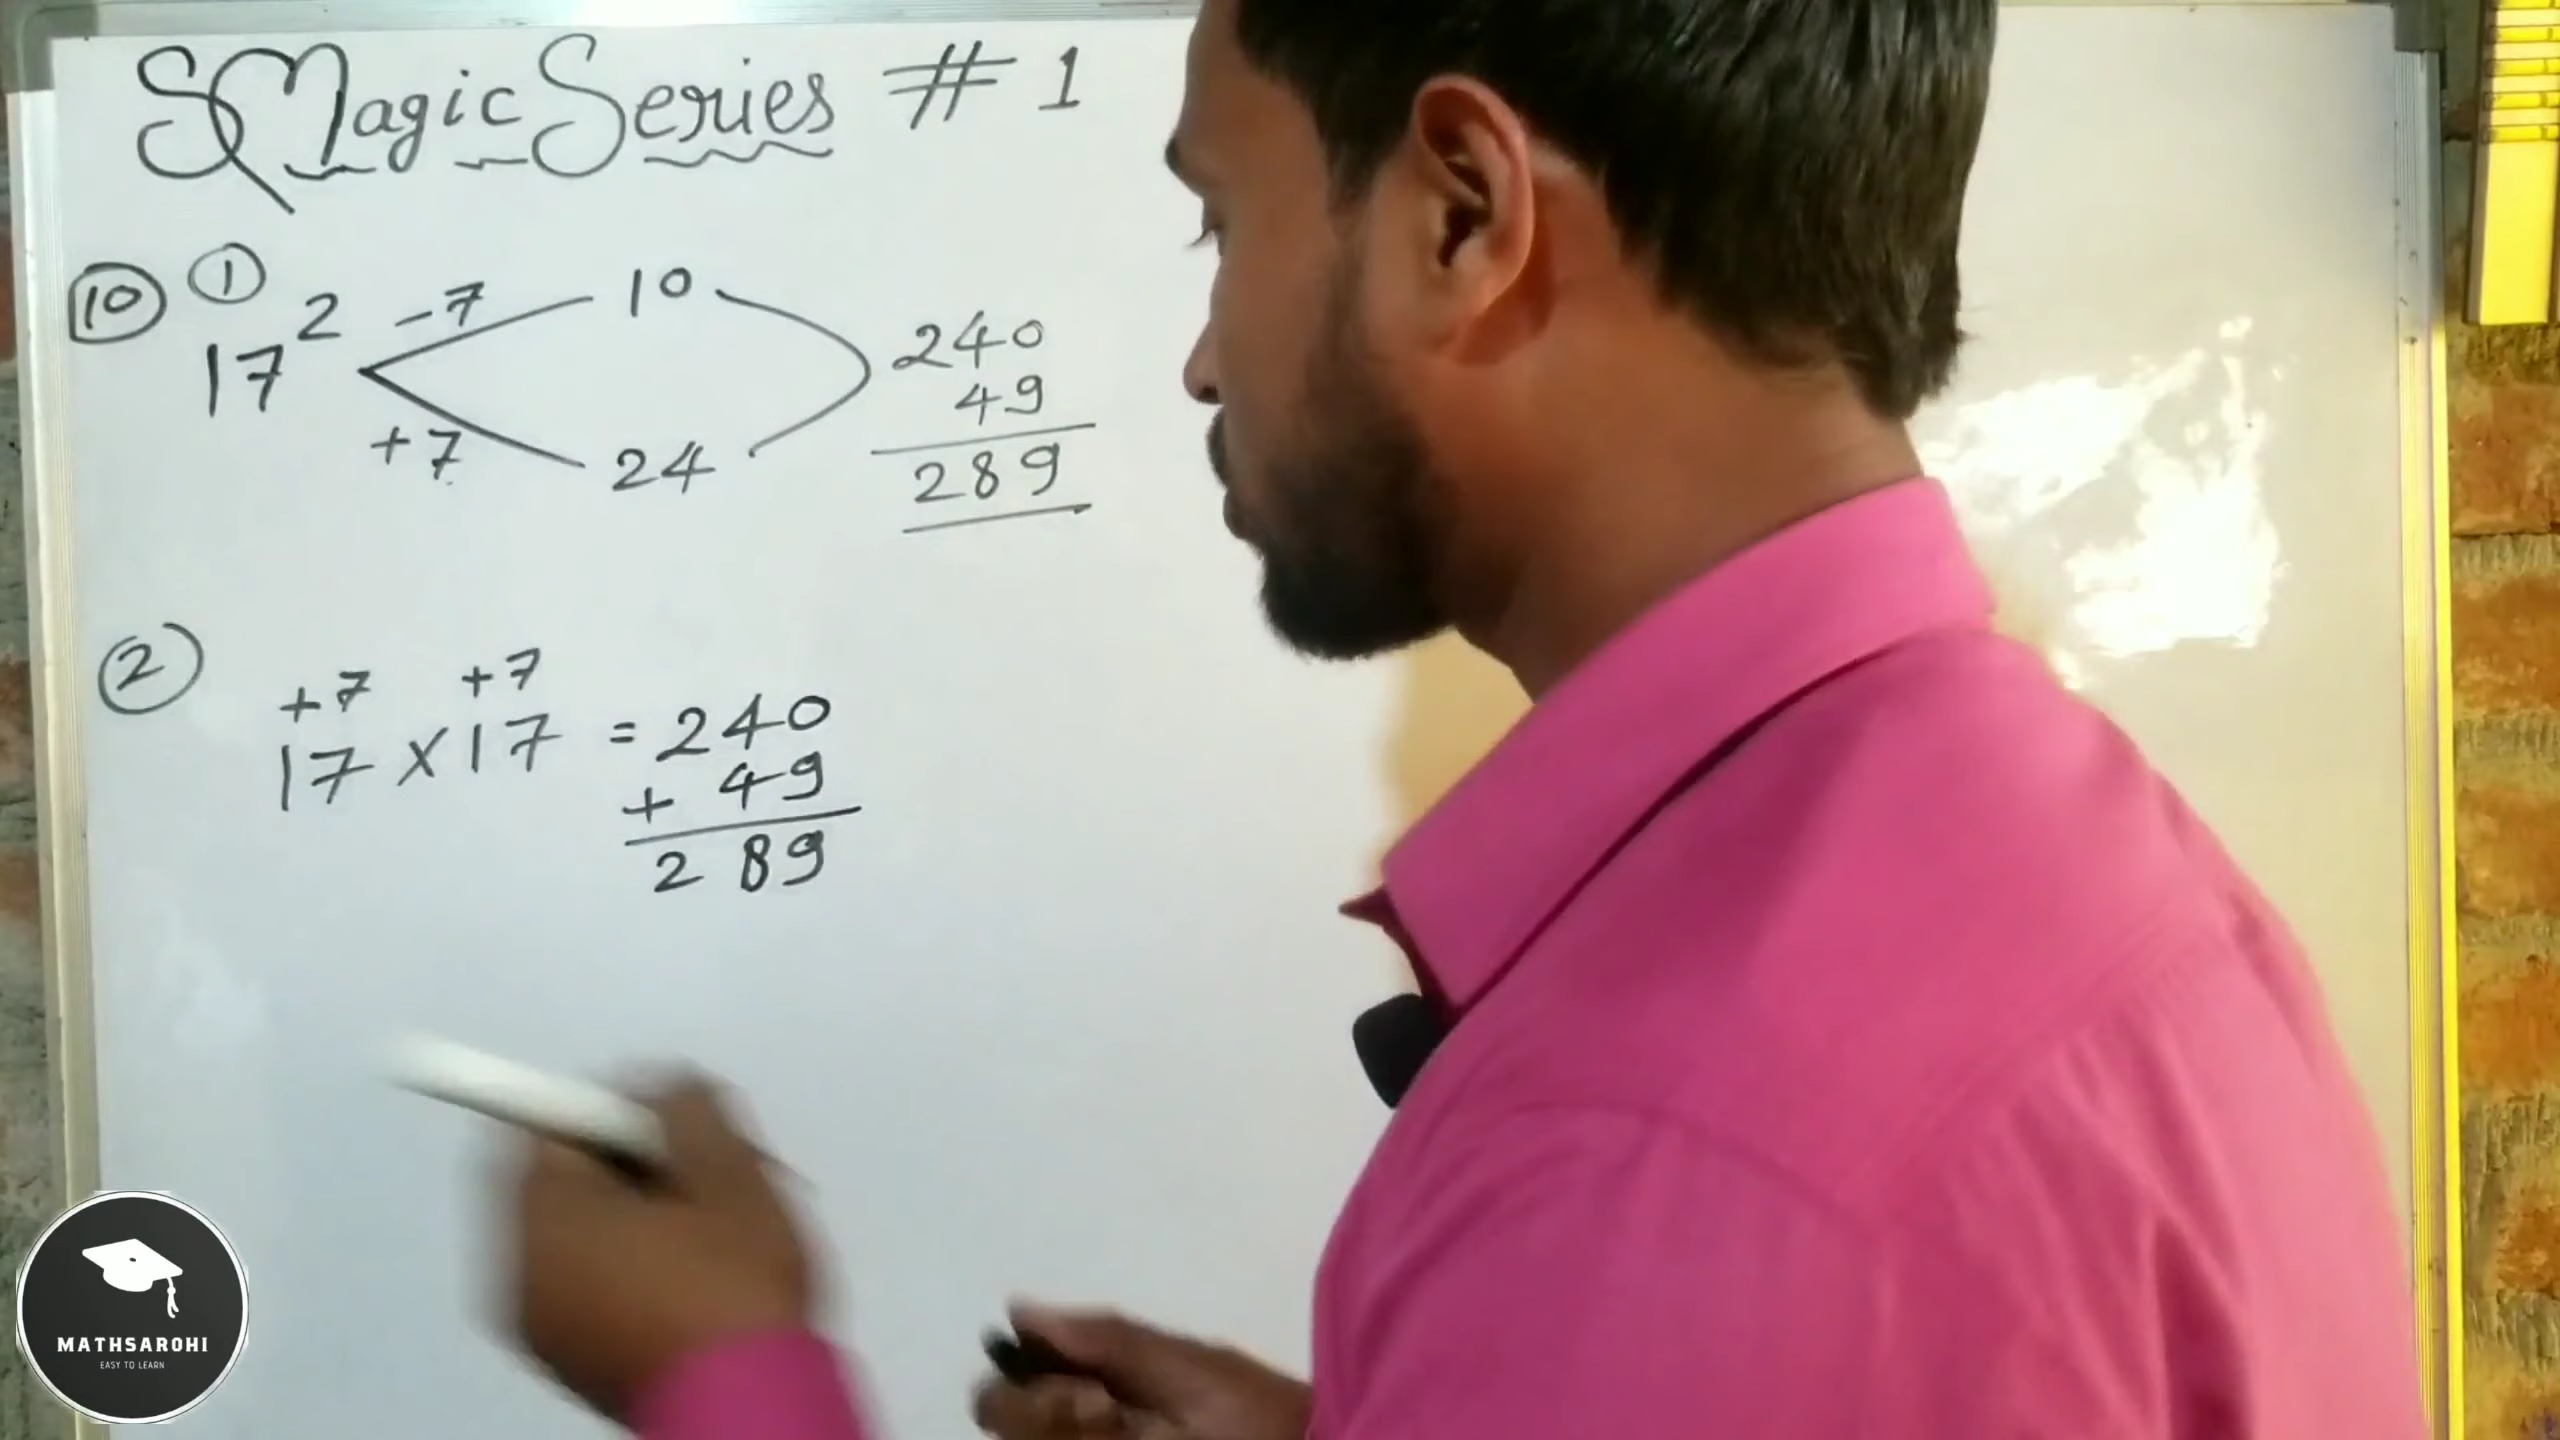 SMagic Series # 1
10 1
17² -7 10
+7 24
240
49
289
2
+7 +7
17 x 17 = 240
+ 49
289
MATHSAROHI
EASY TO LEARN